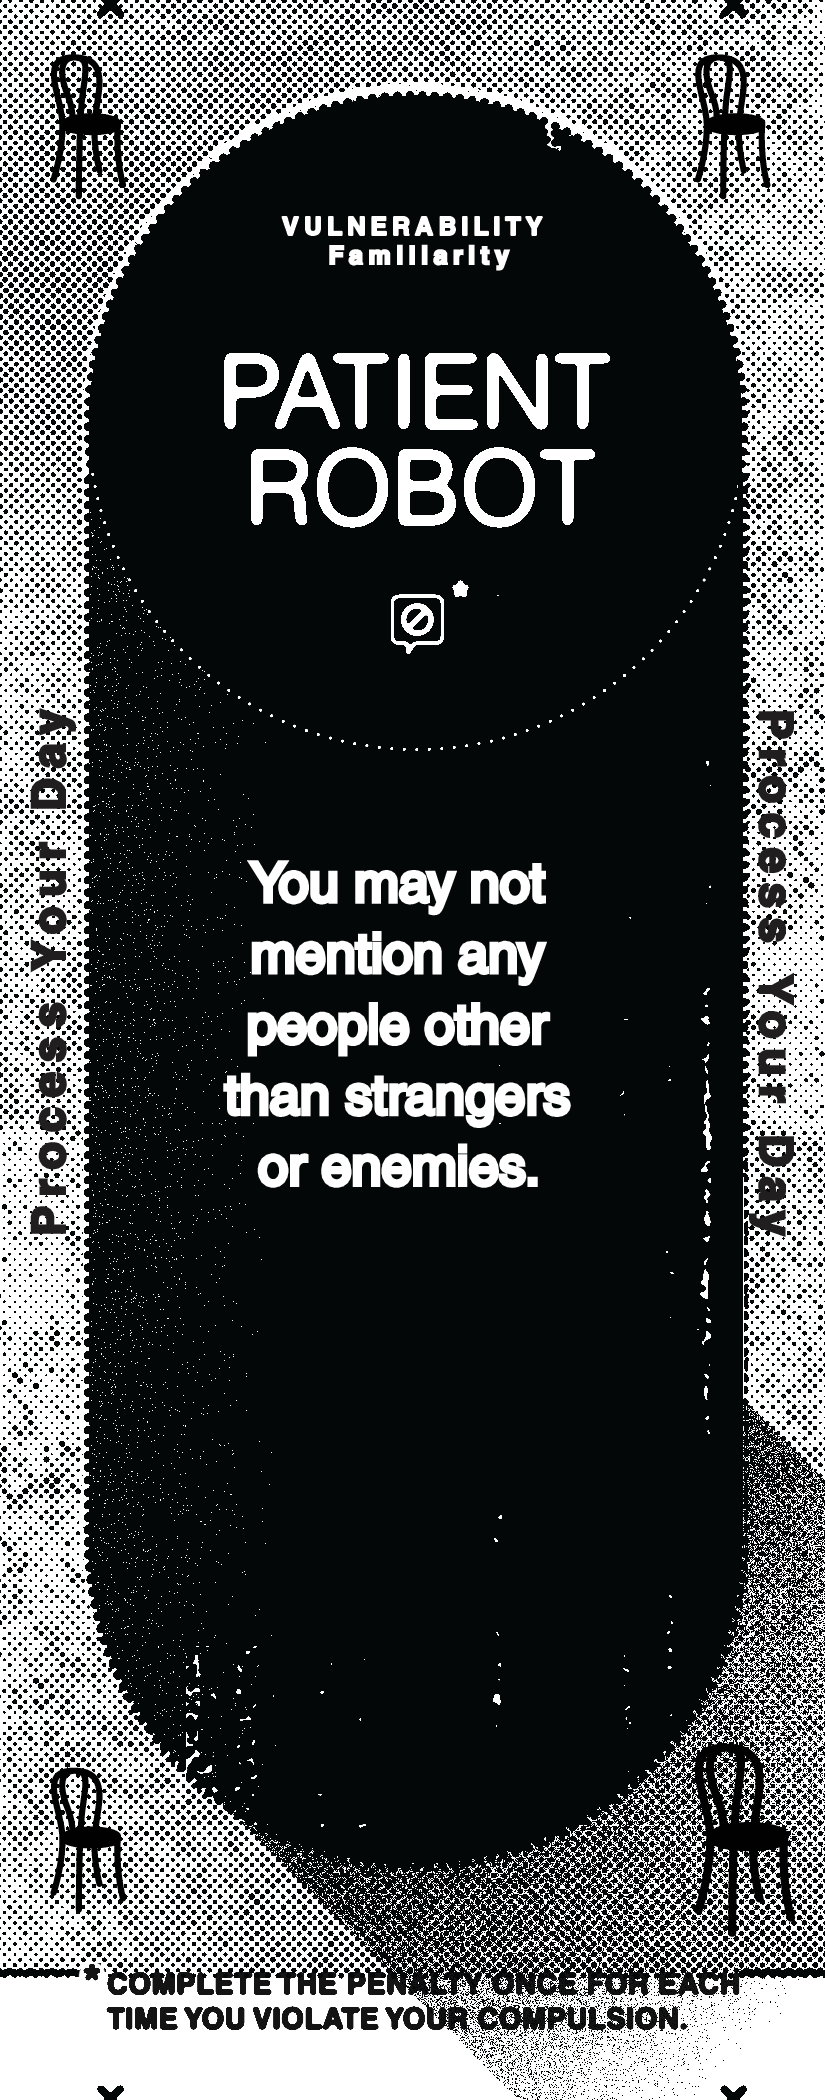 VULNERABILITY
Familiarity
PATIENT
ROBOT
*
Process Your Day
Process Your Day
You may not
mention any
people other
than strangers
or enemies.
* COMPLETE THE PENALTY ONCE FOR EACH
TIME YOU VIOLATE YOUR COMPULSION.